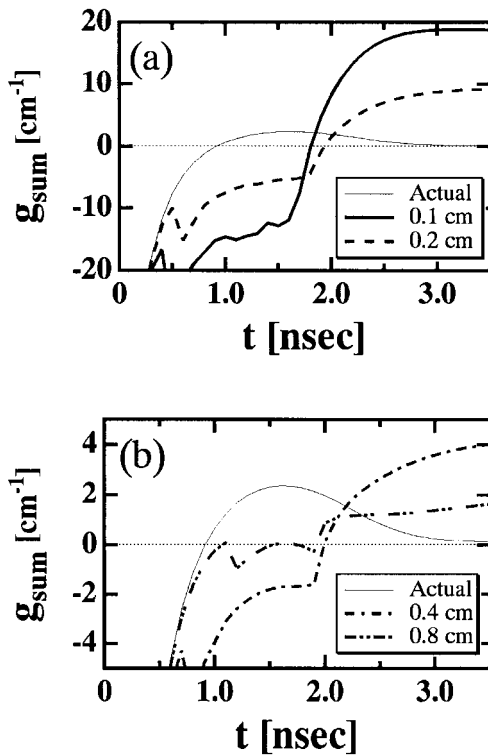 (a)
g_sum [cm⁻¹]
20
10
0
-10
-20
Actual
0.1 cm
0.2 cm
0
1.0
2.0
3.0
t [nsec]
(b)
g_sum [cm⁻¹]
4
2
0
-2
-4
Actual
0.4 cm
0.8 cm
0
1.0
2.0
3.0
t [nsec]